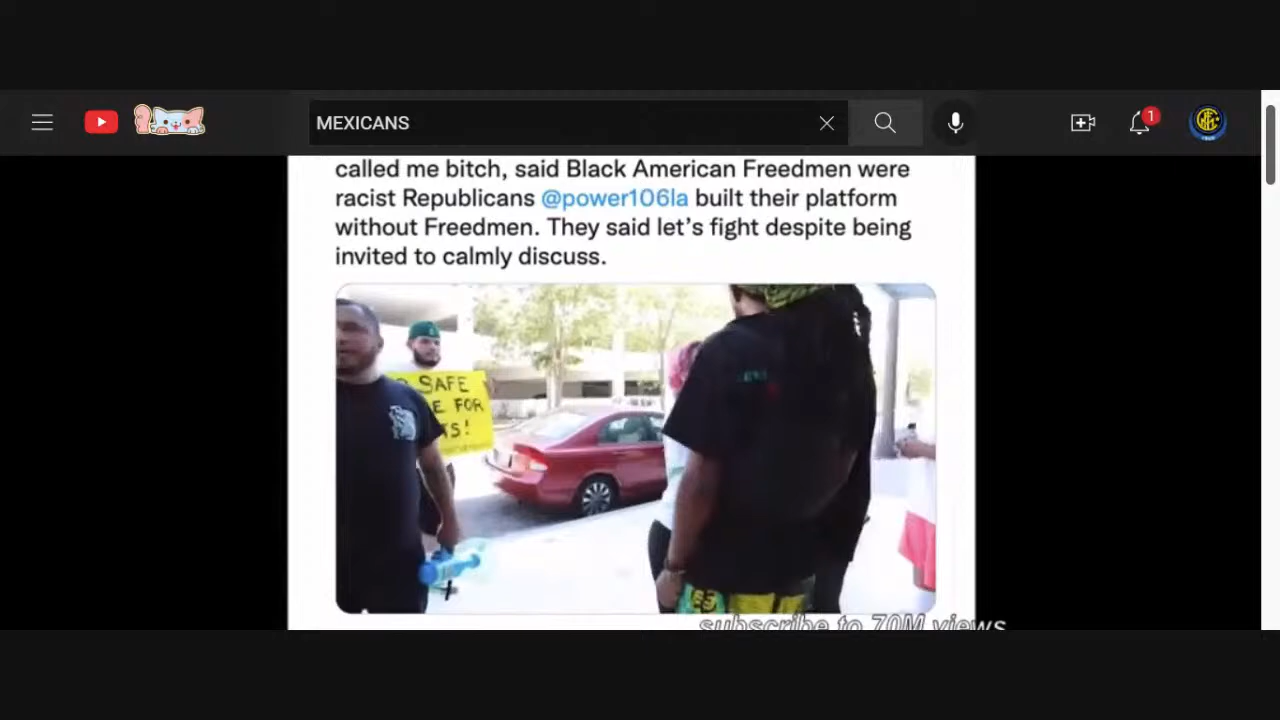 MEXICANS
1
called me bitch, said Black American Freedmen were
racist Republicans @power106la built their platform
without Freedmen. They said let's fight despite being
invited to calmly discuss.
SAFE
E FOR
S!
subscribe to 70M views